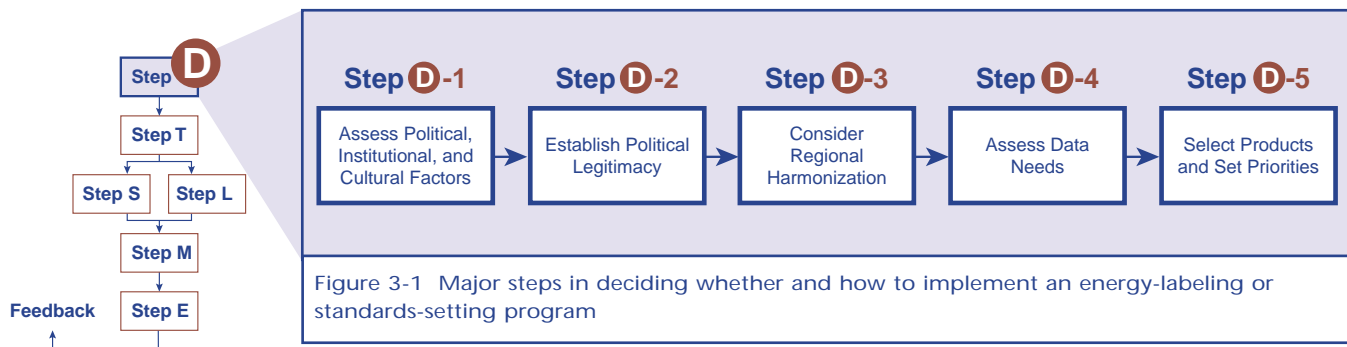 Step D
Step T
Step S
Step L
Step M
Step E
Feedback
Step D-1
Assess Political,
Institutional, and
Cultural Factors
Step D-2
Establish Political
Legitimacy
Step D-3
Consider
Regional
Harmonization
Step D-4
Assess Data
Needs
Step D-5
Select Products
and Set Priorities
Figure 3-1 Major steps in deciding whether and how to implement an energy-labeling or
standards-setting program